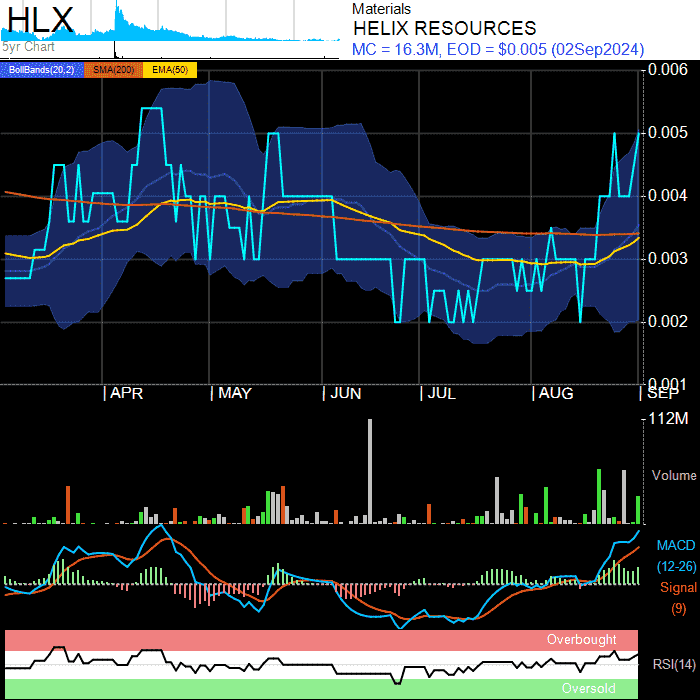 HLX
5yr Chart
Materials
HELIX RESOURCES
MC = 16.3M, EOD = $0.005 (02Sep2024)
BollBands(20,2) SMA(200) EMA(50)
0.006
0.005
0.004
0.003
0.002
0.001
APR MAY JUN JUL AUG SEP
112M
Volume
MACD
(12-26)
Signal
(9)
Overbought
RSI(14)
Oversold